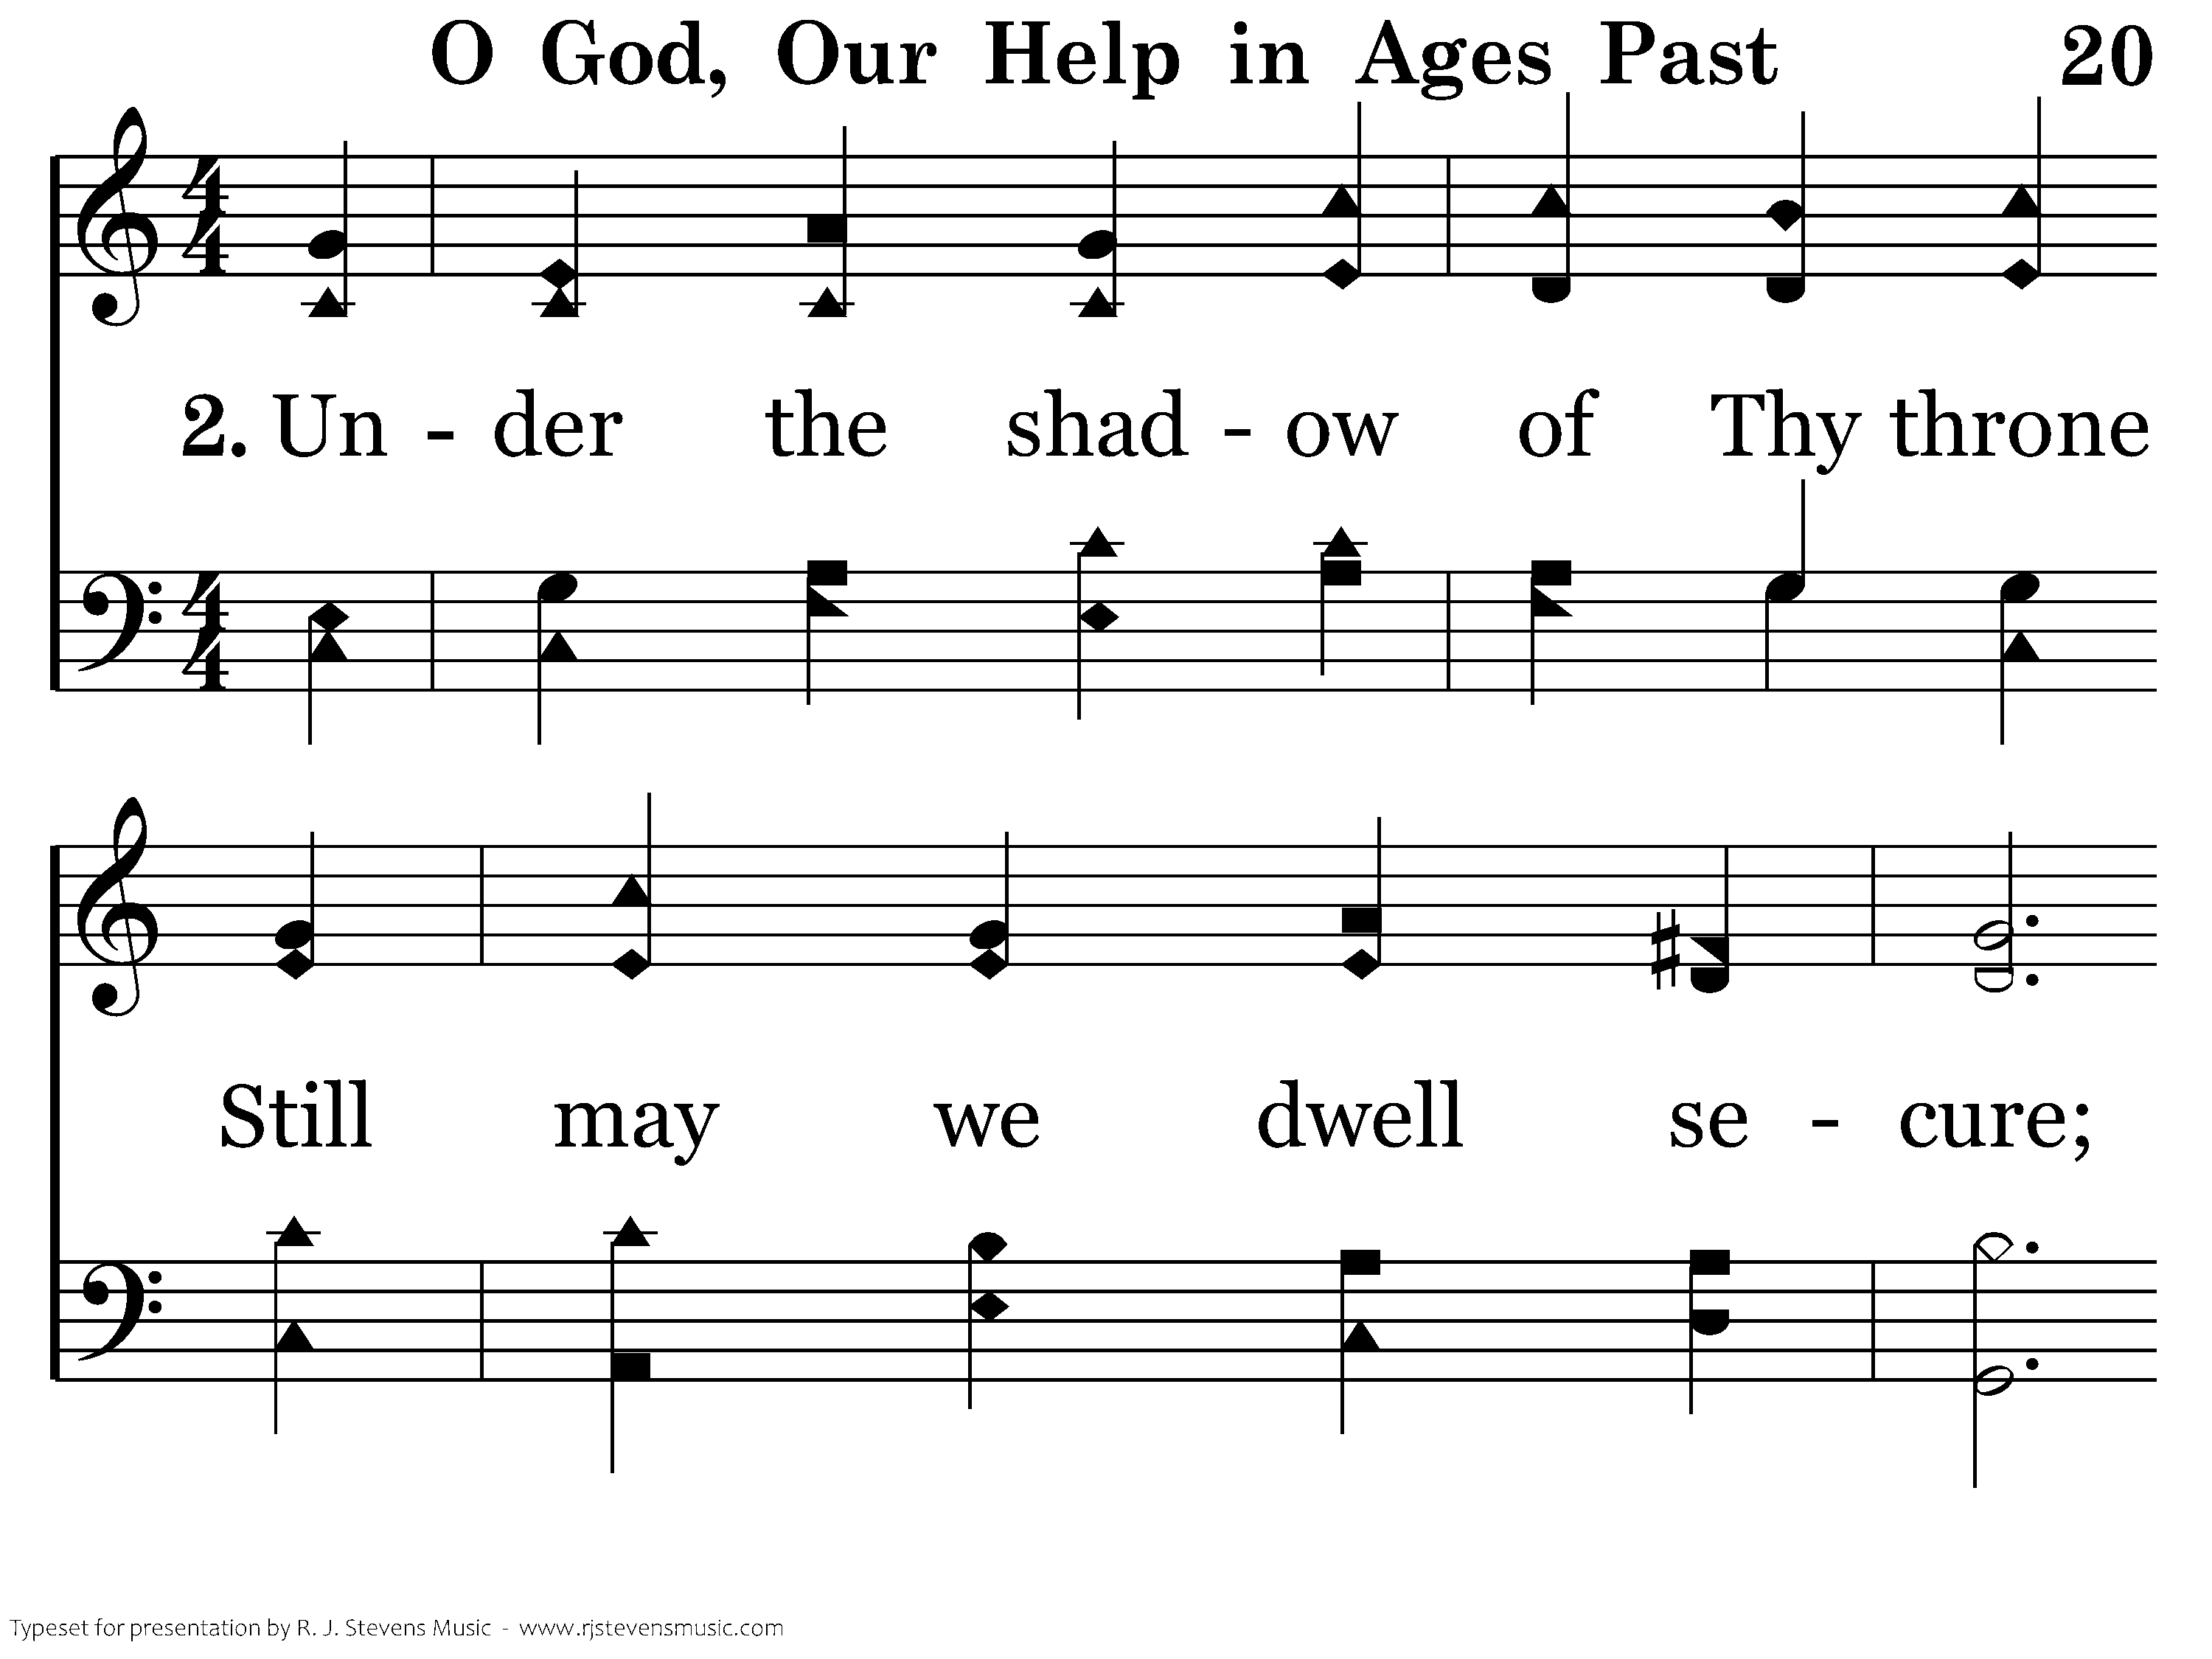 O God, Our Help in Ages Past 20
2. Un - der the shad - ow of Thy throne
Still may we dwell se - cure;
Typeset for presentation by R. J. Stevens Music - www.rjstevensmusic.com